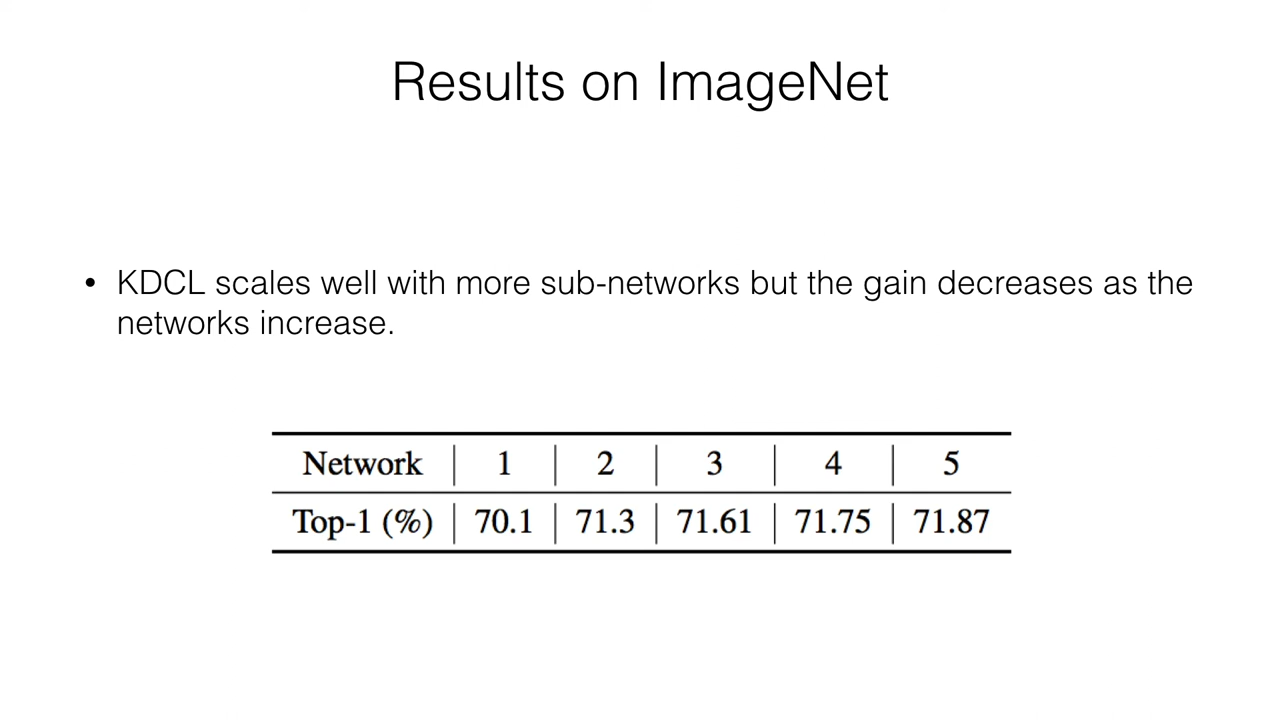 Results on ImageNet
• KDCL scales well with more sub-networks but the gain decreases as the
networks increase.
Network | 1 | 2 | 3 | 4 | 5
Top-1 (%) | 70.1 | 71.3 | 71.61 | 71.75 | 71.87